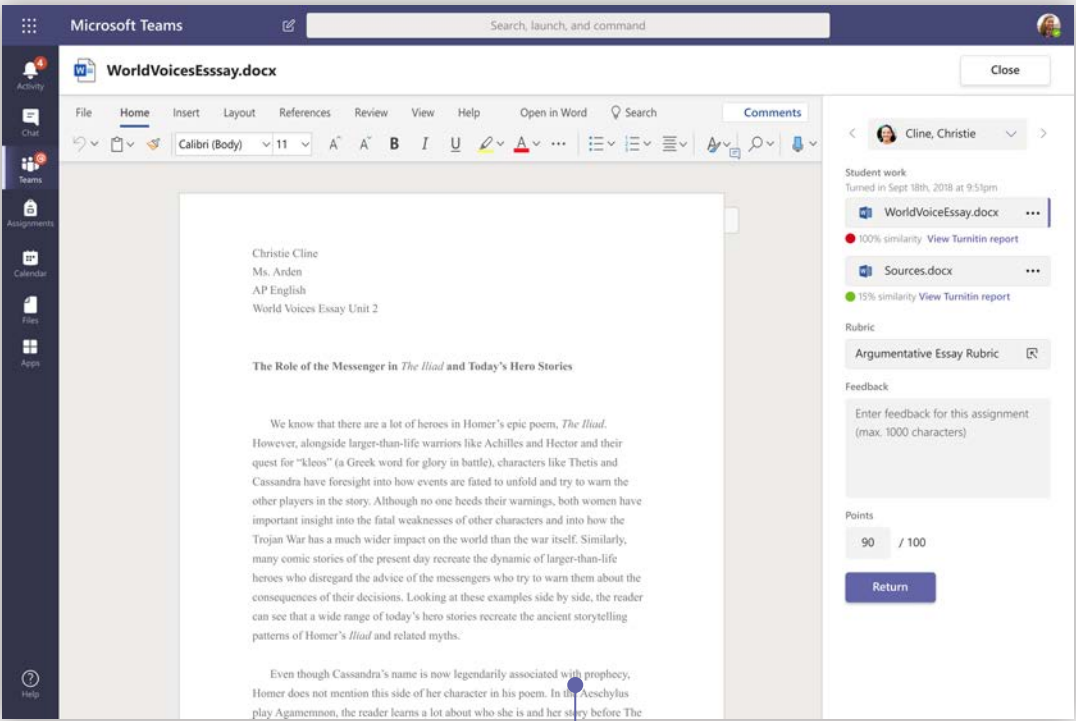 Microsoft Teams
Search, launch, and command
4
Activity
Chat
Teams
Assignments
Calendar
Files
Apps
Help
WorldVoicesEsssay.docx
Close
File Home Insert Layout References Review View Help Open in Word Search Comments
Calibri (Body) 11 A A B I U A
Christie Cline
Ms. Arden
AP English
World Voices Essay Unit 2
The Role of the Messenger in The Iliad and Today's Hero Stories
We know that there are a lot of heroes in Homer's epic poem, The Iliad.
However, alongside larger-than-life warriors like Achilles and Hector and their
quest for “kleos” (a Greek word for glory in battle), characters like Thetis and
Cassandra have foresight into how events are fated to unfold and try to warn the
other players in the story. Although no one heeds their warnings, both women have
important insight into the fatal weaknesses of other characters and into how the
Trojan War has a much wider impact on the world than the war itself. Similarly,
many comic stories of the present day recreate the dynamic of larger-than-life
heroes who disregard the advice of the messengers who try to warn them about the
consequences of their decisions. Looking at these examples side by side, the reader
can see that a wide range of today's hero stories recreate the ancient storytelling
patterns of Homer's Iliad and related myths.
Even though Cassandra's name is now legendarily associated with prophecy,
Homer does not mention this side of her character in his poem. In the Aeschylus
play Agamemnon, the reader learns a lot about who she is and her story before The
Cline, Christie
Student work
Turned in Sept 18th, 2018 at 9:51pm
WorldVoiceEssay.docx
100% similarity View Turnitin report
Sources.docx
15% similarity View Turnitin report
Rubric
Argumentative Essay Rubric
Feedback
Enter feedback for this assignment
(max. 1000 characters)
Points
90 / 100
Return